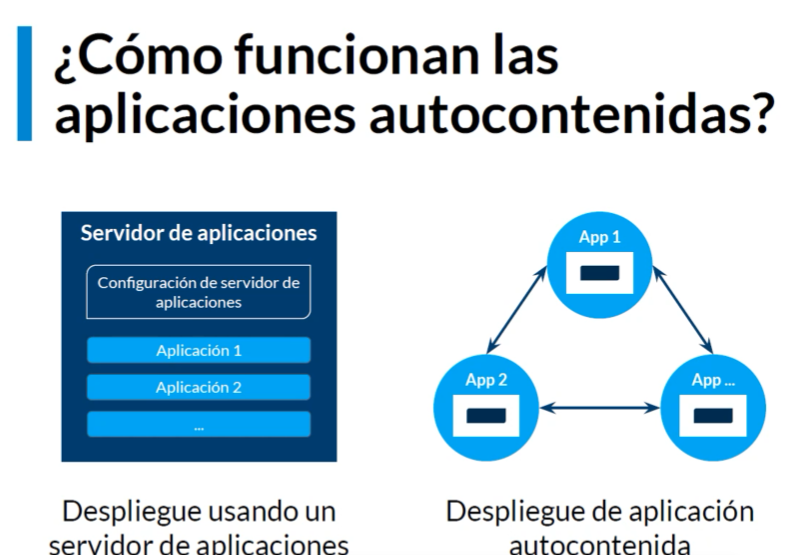 ¿Cómo funcionan las
aplicaciones autocontenidas?
Servidor de aplicaciones
Configuración de servidor de
aplicaciones
Aplicación 1
Aplicación 2
...
App 1
App 2
App ...
Despliegue usando un
servidor de aplicaciones
Despliegue de aplicación
autocontenida